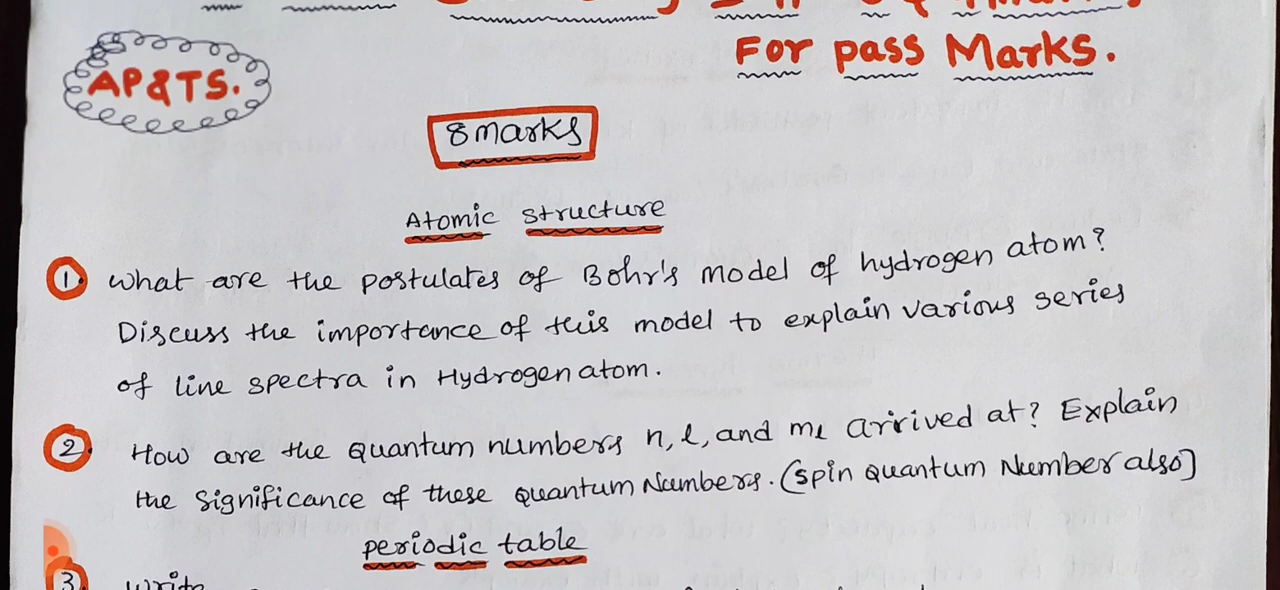 For pass Marks.
AP&TS.
8 marks
Atomic structure
1. What are the postulates of Bohr's model of hydrogen atom?
Discuss the importance of this model to explain various series
of line spectra in Hydrogen atom.
2. How are the Quantum numbers n, l, and ml arrived at? Explain
the significance of these quantum Numbers. (spin quantum Number also)
periodic table
3. Write